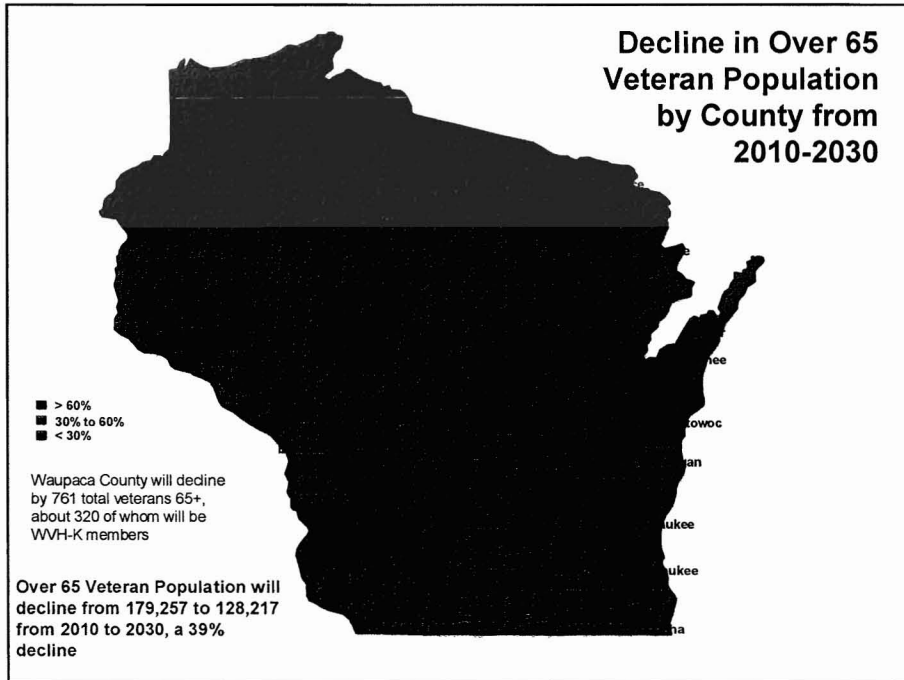 Decline in Over 65
Veteran Population
by County from
2010-2030
> 60%
30% to 60%
< 30%
Waupaca County will decline
by 761 total veterans 65+,
about 320 of whom will be
WVH-K members
Over 65 Veteran Population will
decline from 179,257 to 128,217
from 2010 to 2030, a 39%
decline